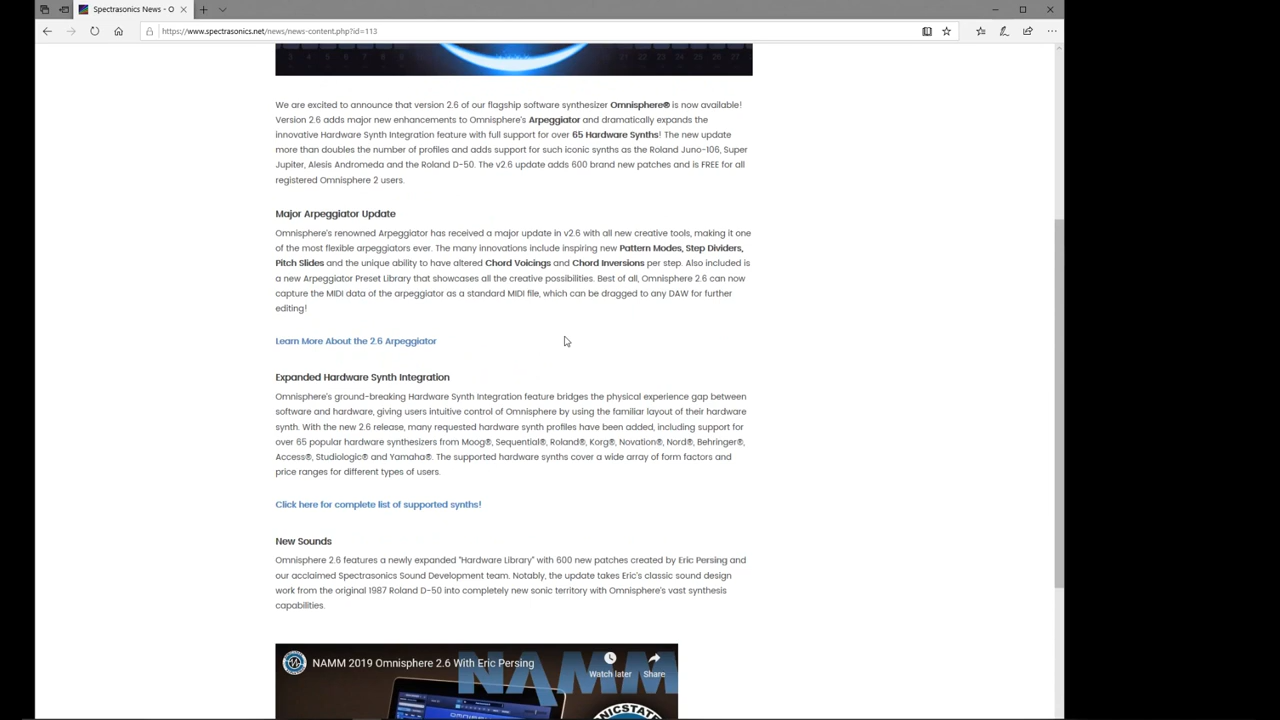 Spectrasonics News - O
https://www.spectrasonics.net/news/news-content.php?id=113
We are excited to announce that version 2.6 of our flagship software synthesizer Omnisphere® is now available!
Version 2.6 adds major new enhancements to Omnisphere's Arpeggiator and dramatically expands the
innovative Hardware Synth Integration feature with full support for over 65 Hardware Synths! The new update
more than doubles the number of profiles and adds support for such iconic synths as the Roland Juno-106, Super
Jupiter, Alesis Andromeda and the Roland D-50. The v2.6 update adds 600 brand new patches and is FREE for all
registered Omnisphere 2 users.
Major Arpeggiator Update
Omnisphere's renowned Arpeggiator has received a major update in v2.6 with all new creative tools, making it one
of the most flexible arpeggiators ever. The many innovations include inspiring new Pattern Modes, Step Dividers,
Pitch Slides and the unique ability to have altered Chord Voicings and Chord Inversions per step. Also included is
a new Arpeggiator Preset Library that showcases all the creative possibilities. Best of all, Omnisphere 2.6 can now
capture the MIDI data of the arpeggiator as a standard MIDI file, which can be dragged to any DAW for further
editing!
Learn More About the 2.6 Arpeggiator
Expanded Hardware Synth Integration
Omnisphere's ground-breaking Hardware Synth Integration feature bridges the physical experience gap between
software and hardware, giving users intuitive control of Omnisphere by using the familiar layout of their hardware
synth. With the new 2.6 release, many requested hardware synth profiles have been added, including support for
over 65 popular hardware synthesizers from Moog®, Sequential®, Roland®, Korg®, Novation®, Nord®, Behringer®,
Access®, Studiologic® and Yamaha®. The supported hardware synths cover a wide array of form factors and
price ranges for different types of users.
Click here for complete list of supported synths!
New Sounds
Omnisphere 2.6 features a newly expanded "Hardware Library" with 600 new patches created by Eric Persing and
our acclaimed Spectrasonics Sound Development team. Notably, the update takes Eric's classic sound design
work from the original 1987 Roland D-50 into completely new sonic territory with Omnisphere's vast synthesis
capabilities.
NAMM 2019 Omnisphere 2.6 With Eric Persing
Watch later
Share
NAMM